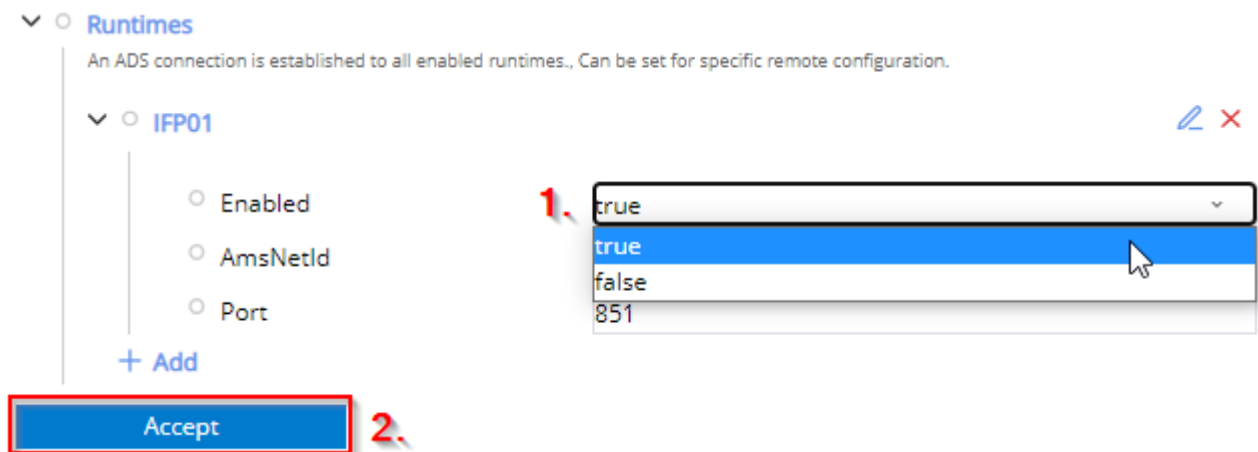 Runtimes
An ADS connection is established to all enabled runtimes., Can be set for specific remote configuration.
IFP01
Enabled
1.
true
true
AmsNetId
false
Port
851
+ Add
Accept
2.